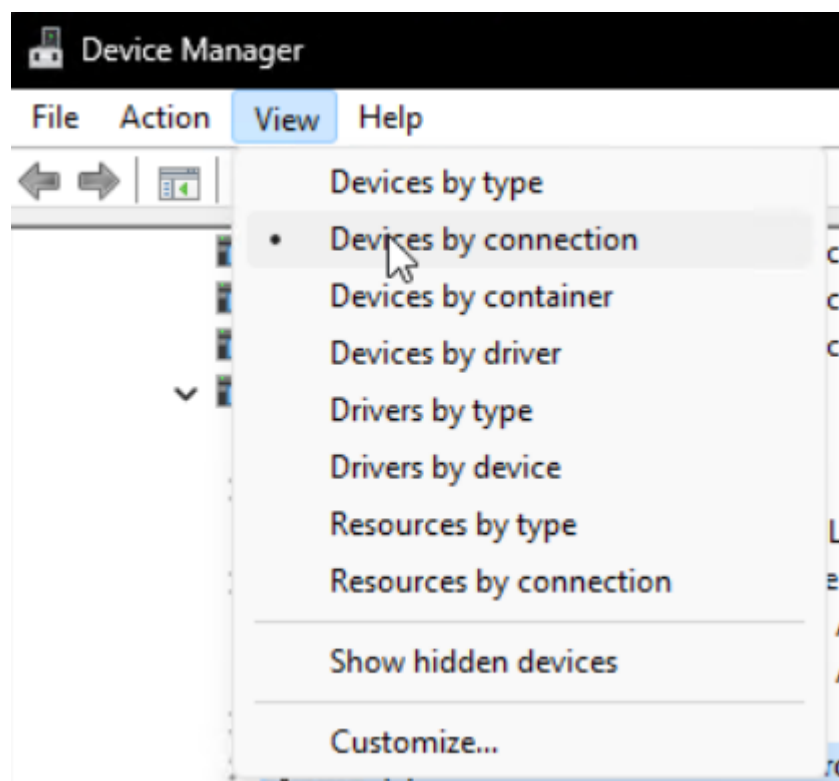 Device Manager
File Action View Help
Devices by type
Devices by connection
Devices by container
Devices by driver
Drivers by type
Drivers by device
Resources by type
Resources by connection
Show hidden devices
Customize...